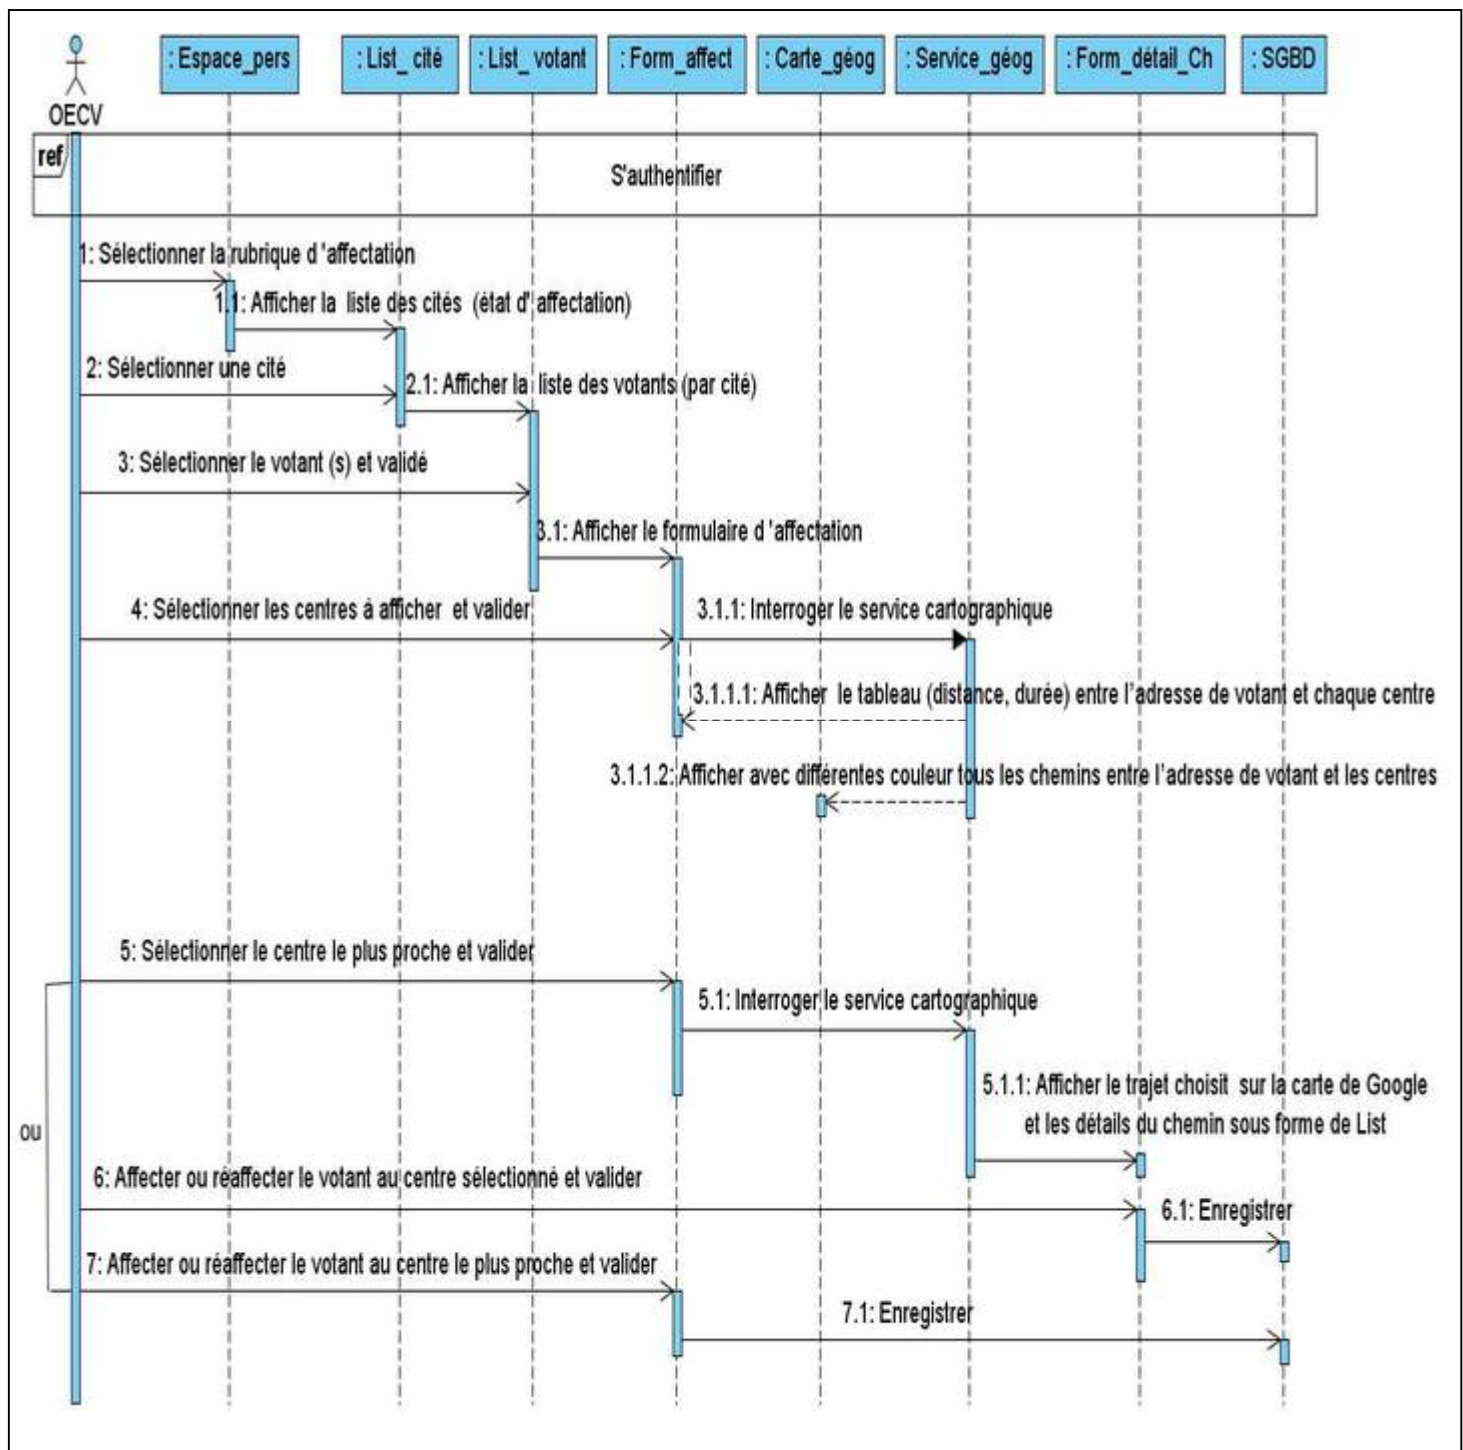 : Espace_pers
: List_ cité
: List_ votant
: Form_affect
: Carte_géog
: Service_géog
: Form_détail_Ch
: SGBD
OECV
ref
S'authentifier
1: Sélectionner la rubrique d 'affectation
1.1: Afficher la liste des cités (état d' affectation)
2: Sélectionner une cité
2.1: Afficher la liste des votants (par cité)
3: Sélectionner le votant (s) et validé
3.1: Afficher le formulaire d 'affectation
4: Sélectionner les centres à afficher et valider
3.1.1: Interroger le service cartographique
3.1.1.1: Afficher le tableau (distance, durée) entre l'adresse de votant et chaque centre
3.1.1.2: Afficher avec différentes couleur tous les chemins entre l'adresse de votant et les centres
5: Sélectionner le centre le plus proche et valider
5.1: Interroger le service cartographique
5.1.1: Afficher le trajet choisit sur la carte de Google
et les détails du chemin sous forme de List
ou
6: Affecter ou réaffecter le votant au centre sélectionné et valider
6.1: Enregistrer
7: Affecter ou réaffecter le votant au centre le plus proche et valider
7.1: Enregistrer